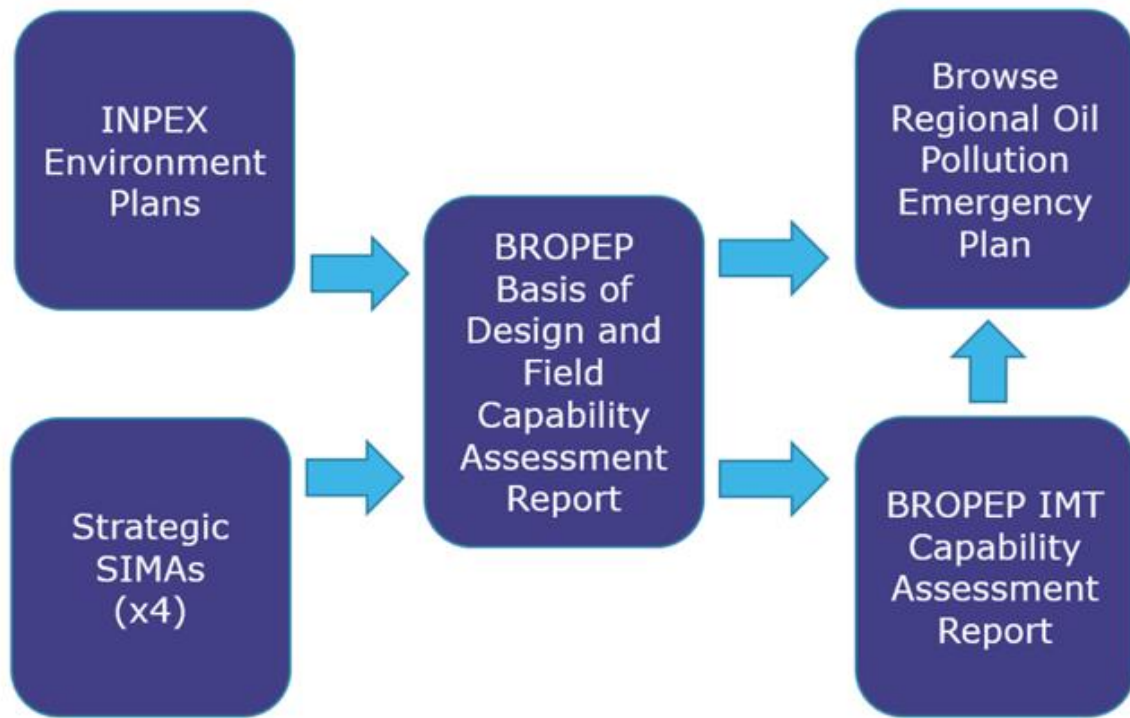 INPEX
Environment
Plans
Strategic
SIMAs
(x4)
BROPEP
Basis of
Design and
Field
Capability
Assessment
Report
Browse
Regional Oil
Pollution
Emergency
Plan
BROPEP IMT
Capability
Assessment
Report